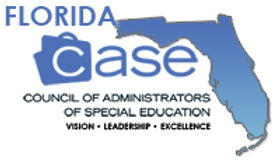 FLORIDA
case
COUNCIL OF ADMINISTRATORS
OF SPECIAL EDUCATION
VISION • LEADERSHIP • EXCELLENCE